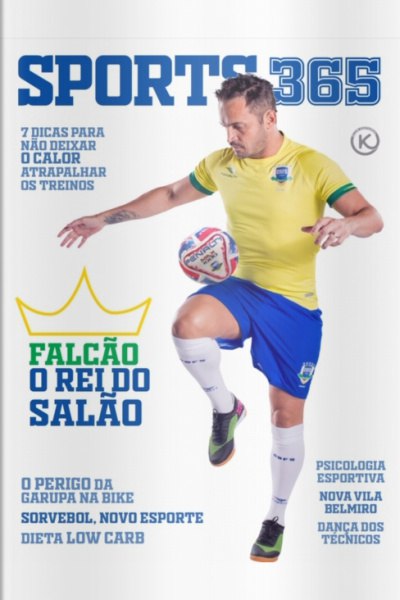 SPORTS 365
7 DICAS PARA
NÃO DEIXAR
O CALOR
ATRAPALHAR
OS TREINOS
K
PENALTY
FALCÃO
O REI DO
SALÃO
O PERIGO DA
GARUPA NA BIKE
SORVEBOL, NOVO ESPORTE
DIETA LOW CARB
PSICOLOGIA
ESPORTIVA
NOVA VILA
BELMIRO
DANÇA DOS
TÉCNICOS